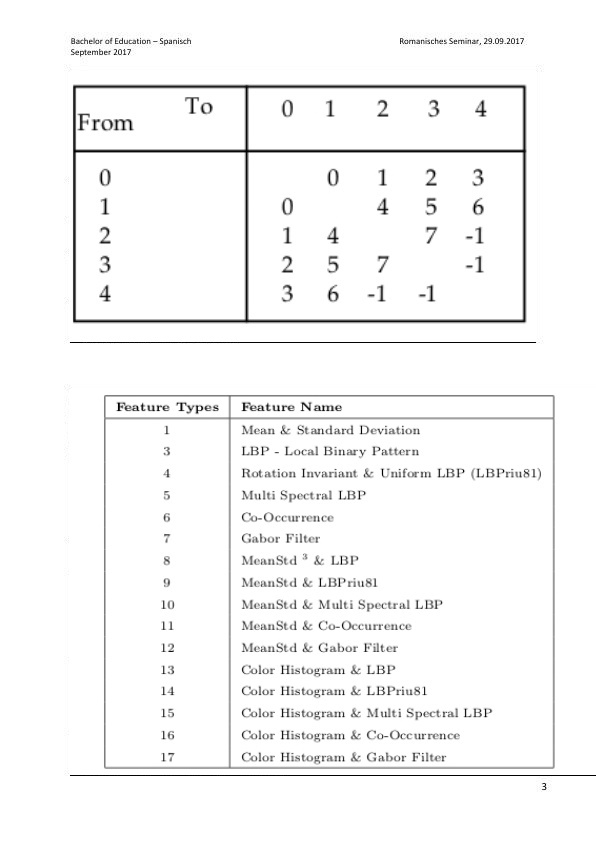 Bachelor of Education – Spanisch Romanisches Seminar, 29.09.2017
September 2017
To 0 1 2 3 4
From
0 0 1 2 3
1 0 4 5 6
2 1 4 7 -1
3 2 5 7 -1
4 3 6 -1 -1
Feature Types Feature Name
1 Mean & Standard Deviation
3 LBP - Local Binary Pattern
4 Rotation Invariant & Uniform LBP (LBPriu81)
5 Multi Spectral LBP
6 Co-Occurrence
7 Gabor Filter
8 MeanStd ³ & LBP
9 MeanStd & LBPriu81
10 MeanStd & Multi Spectral LBP
11 MeanStd & Co-Occurrence
12 MeanStd & Gabor Filter
13 Color Histogram & LBP
14 Color Histogram & LBPriu81
15 Color Histogram & Multi Spectral LBP
16 Color Histogram & Co-Occurrence
17 Color Histogram & Gabor Filter
3